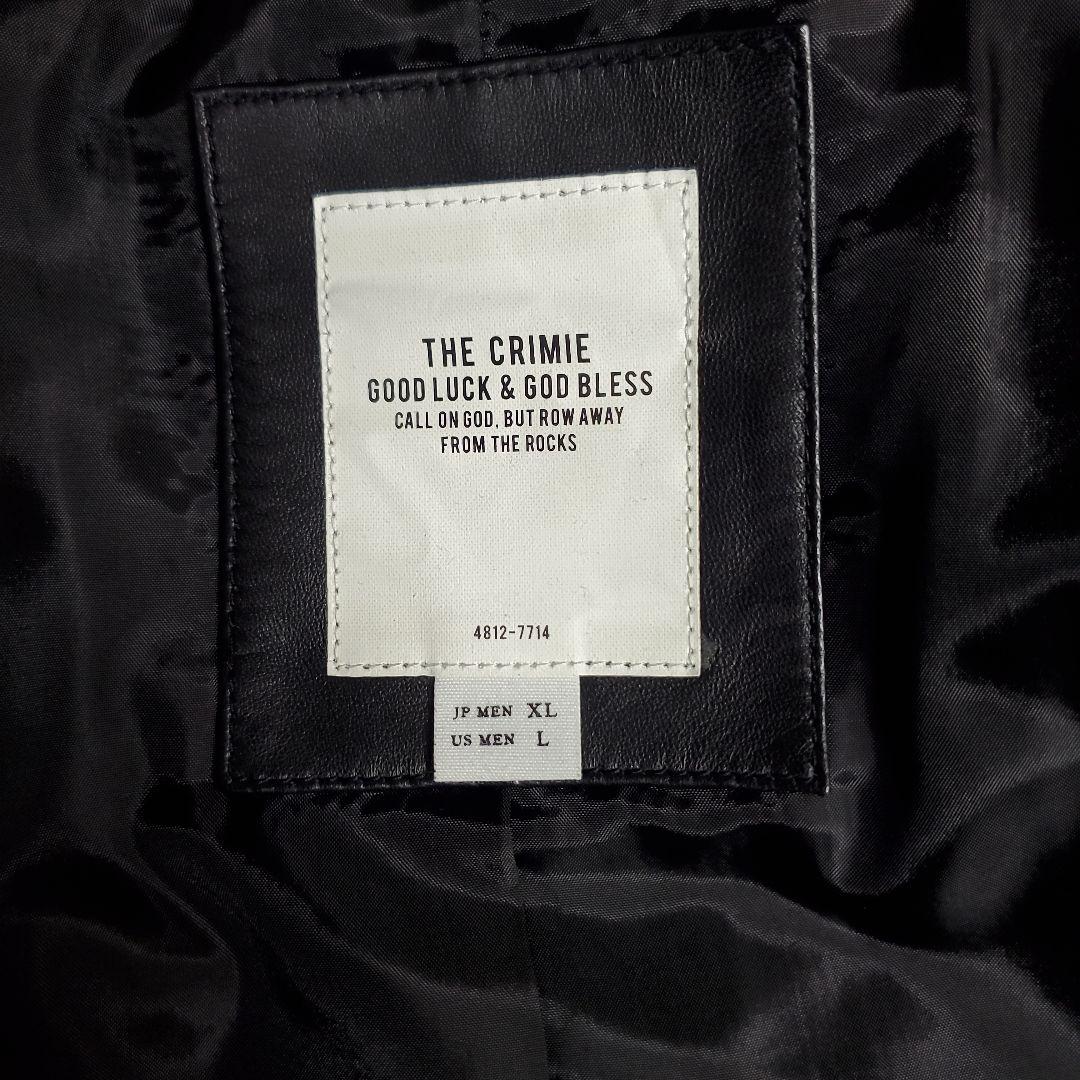 THE CRIMIE
GOOD LUCK & GOD BLESS
CALL ON GOD, BUT ROW AWAY
FROM THE ROCKS
4812-7714
JP MEN XL
US MEN L